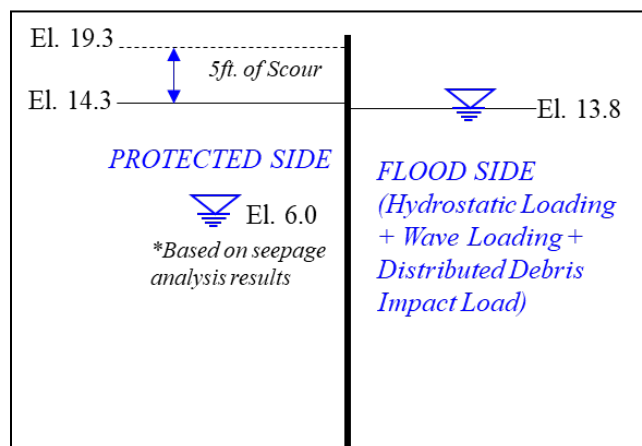 El. 19.3
5ft. of Scour
El. 14.3
El. 13.8
PROTECTED SIDE
El. 6.0
*Based on seepage
analysis results
FLOOD SIDE
(Hydrostatic Loading
+ Wave Loading +
Distributed Debris
Impact Load)